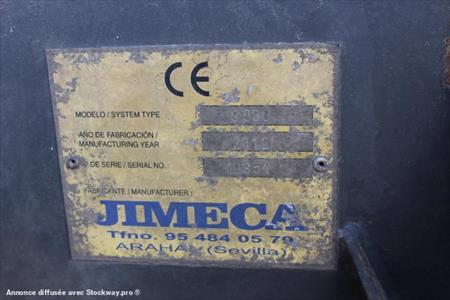 CE
MODELO / SYSTEM TYPE
AÑO DE FABRICACIÓN /
MANUFACTURING YEAR
DE SERIE / SERIAL NO.
FABRICANTE / MANUFACTURER :
JIMECA
Tfno. 95 484 05 79
ARAHAL (Sevilla)
Annonce diffusée avec Stockway.pro ®